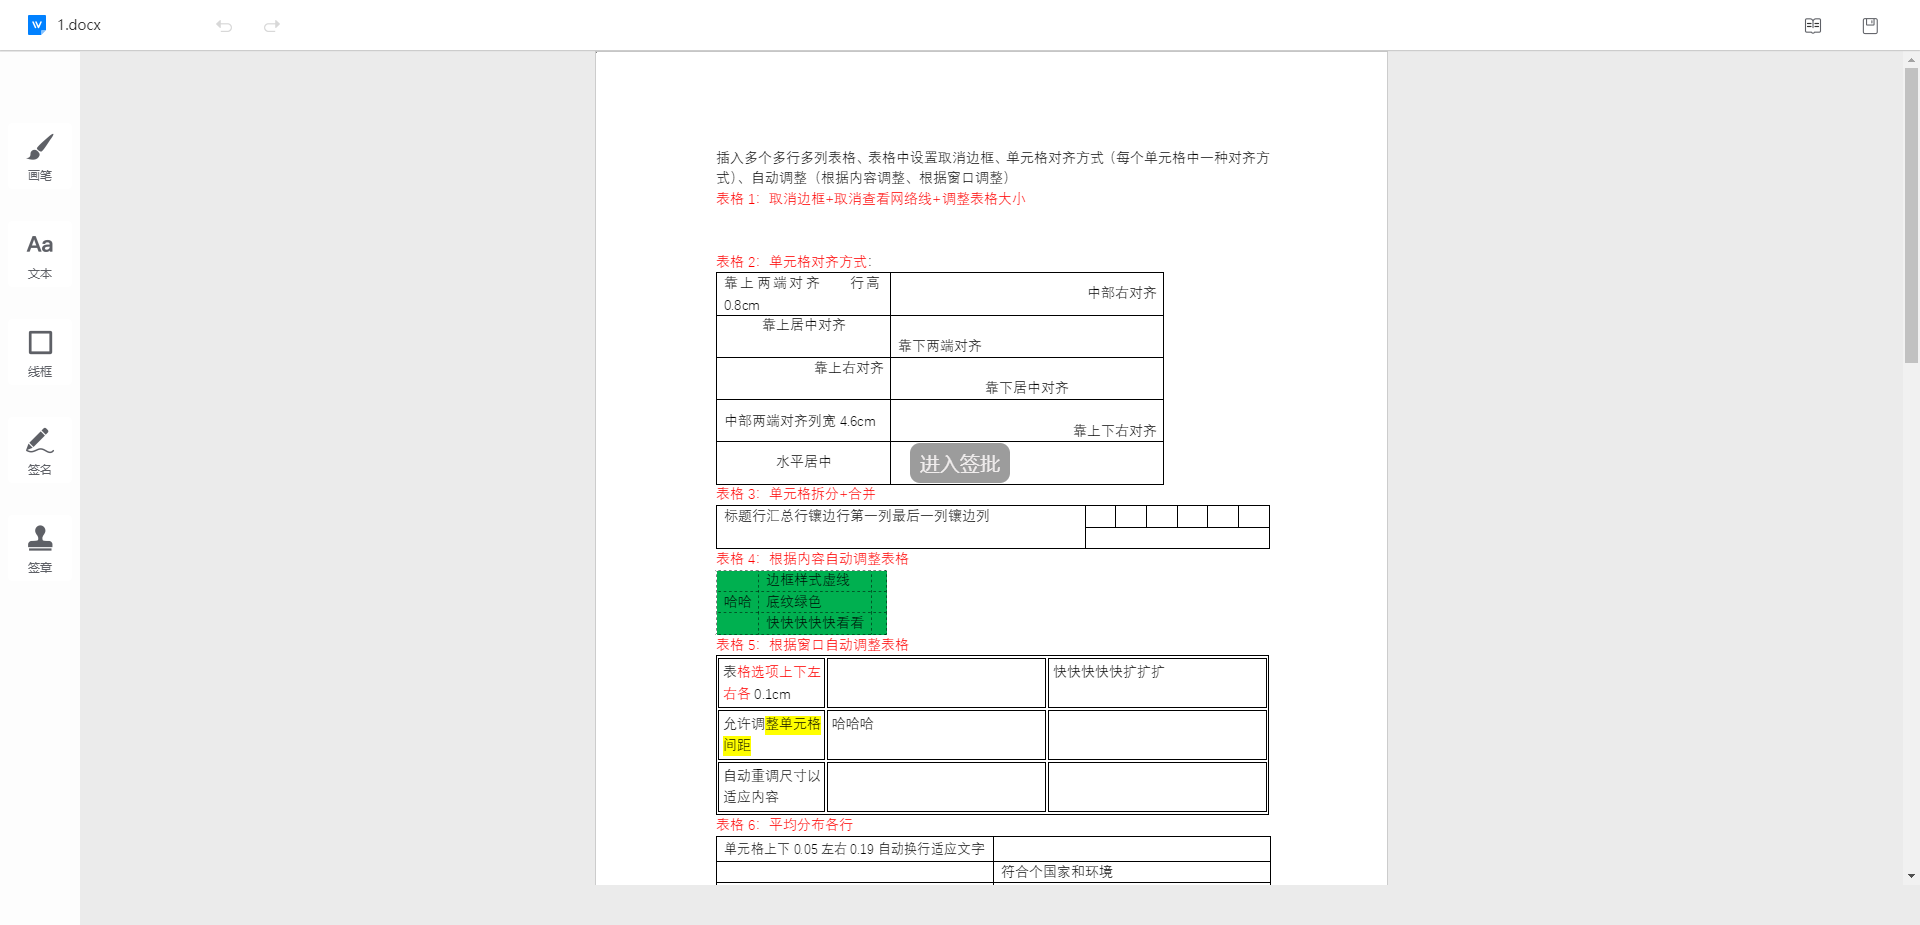 1.docx
画笔
Aa
文本
线框
签名
签章
插入多个多行多列表格、表格中设置取消边框、单元格对齐方式（每个单元格中一种对齐方
式）、自动调整（根据内容调整、根据窗口调整）
表格 1：取消边框+取消查看网络线+调整表格大小
表格 2：单元格对齐方式：
靠上两端对齐 行高
0.8cm
中部右对齐
靠上居中对齐
靠下两端对齐
靠上右对齐
靠下居中对齐
中部两端对齐列宽 4.6cm
靠上下右对齐
水平居中
进入签批
表格 3：单元格拆分+合并
标题行汇总行镶边行第一列最后一列镶边列
表格 4：根据内容自动调整表格
边框样式虚线
哈哈 底纹绿色
快快快快快看看
表格 5：根据窗口自动调整表格
表格选项上下左
右各 0.1cm
快快快快快扩扩扩
允许调整单元格
间距
哈哈哈
自动重调尺寸以
适应内容
表格 6：平均分布各行
单元格上下 0.05 左右 0.19 自动换行适应文字
符合个国家和环境